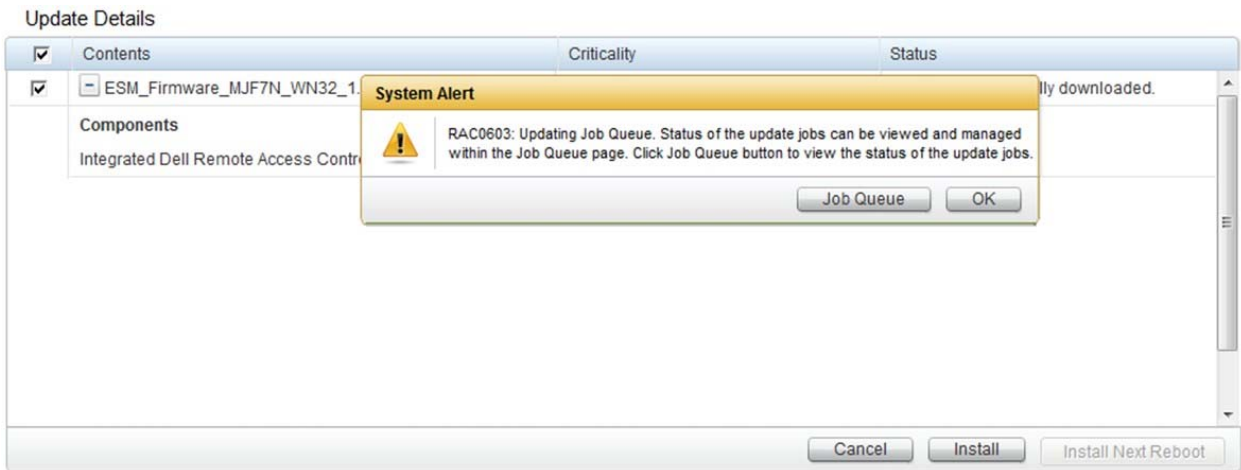 Update Details
Contents Criticality Status
ESM_Firmware_MJF7N_WN32_1. lly downloaded.
System Alert
Components
RAC0603: Updating Job Queue. Status of the update jobs can be viewed and managed
within the Job Queue page. Click Job Queue button to view the status of the update jobs.
Integrated Dell Remote Access Contr
Job Queue OK
Cancel Install Install Next Reboot